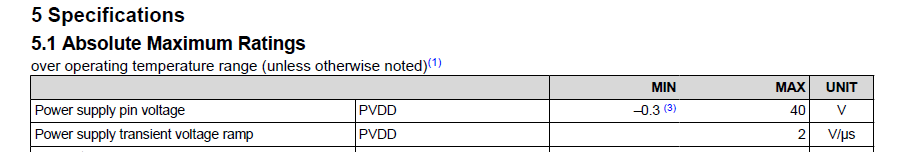 5 Specifications
5.1 Absolute Maximum Ratings
over operating temperature range (unless otherwise noted)(1)
MIN MAX UNIT
Power supply pin voltage PVDD –0.3 (3) 40 V
Power supply transient voltage ramp PVDD 2 V/µs